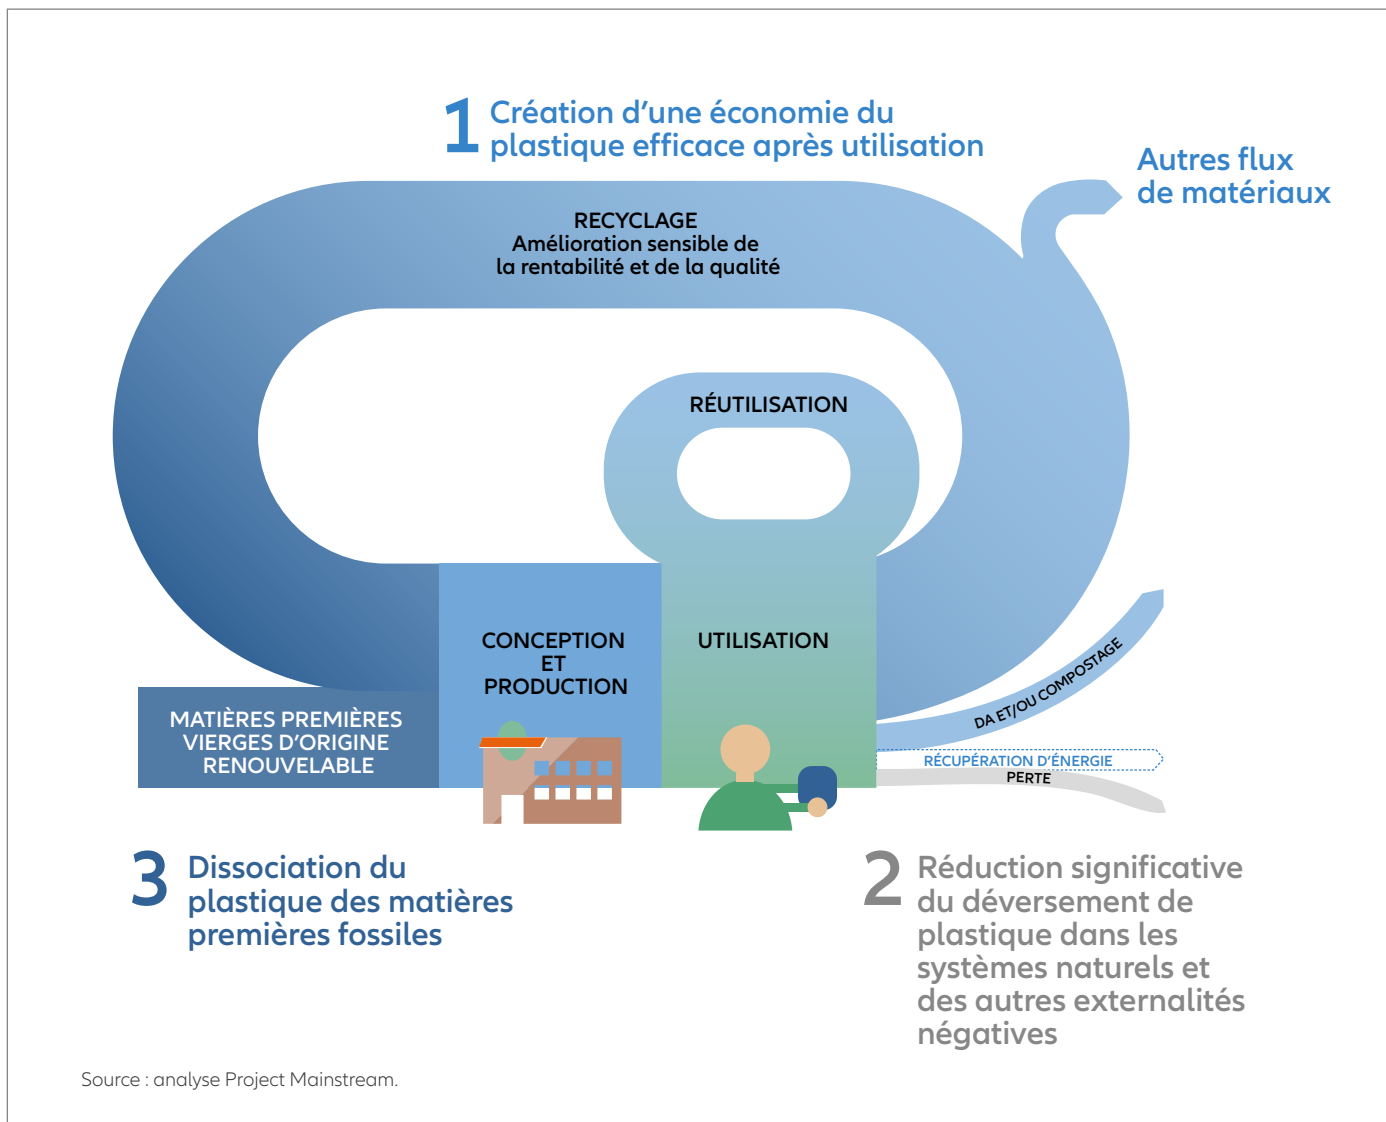 1 Création d’une économie du
plastique efficace après utilisation
Autres flux
de matériaux
RECYCLAGE
Amélioration sensible de
la rentabilité et de la qualité
RÉUTILISATION
CONCEPTION
ET
PRODUCTION
UTILISATION
MATIÈRES PREMIÈRES
VIERGES D’ORIGINE
RENOUVELABLE
DA ET/OU COMPOSTAGE
RÉCUPÉRATION D’ÉNERGIE
PERTE
3 Dissociation du
plastique des matières
premières fossiles
2 Réduction significative
du déversement de
plastique dans les
systèmes naturels et
des autres externalités
négatives
Source : analyse Project Mainstream.